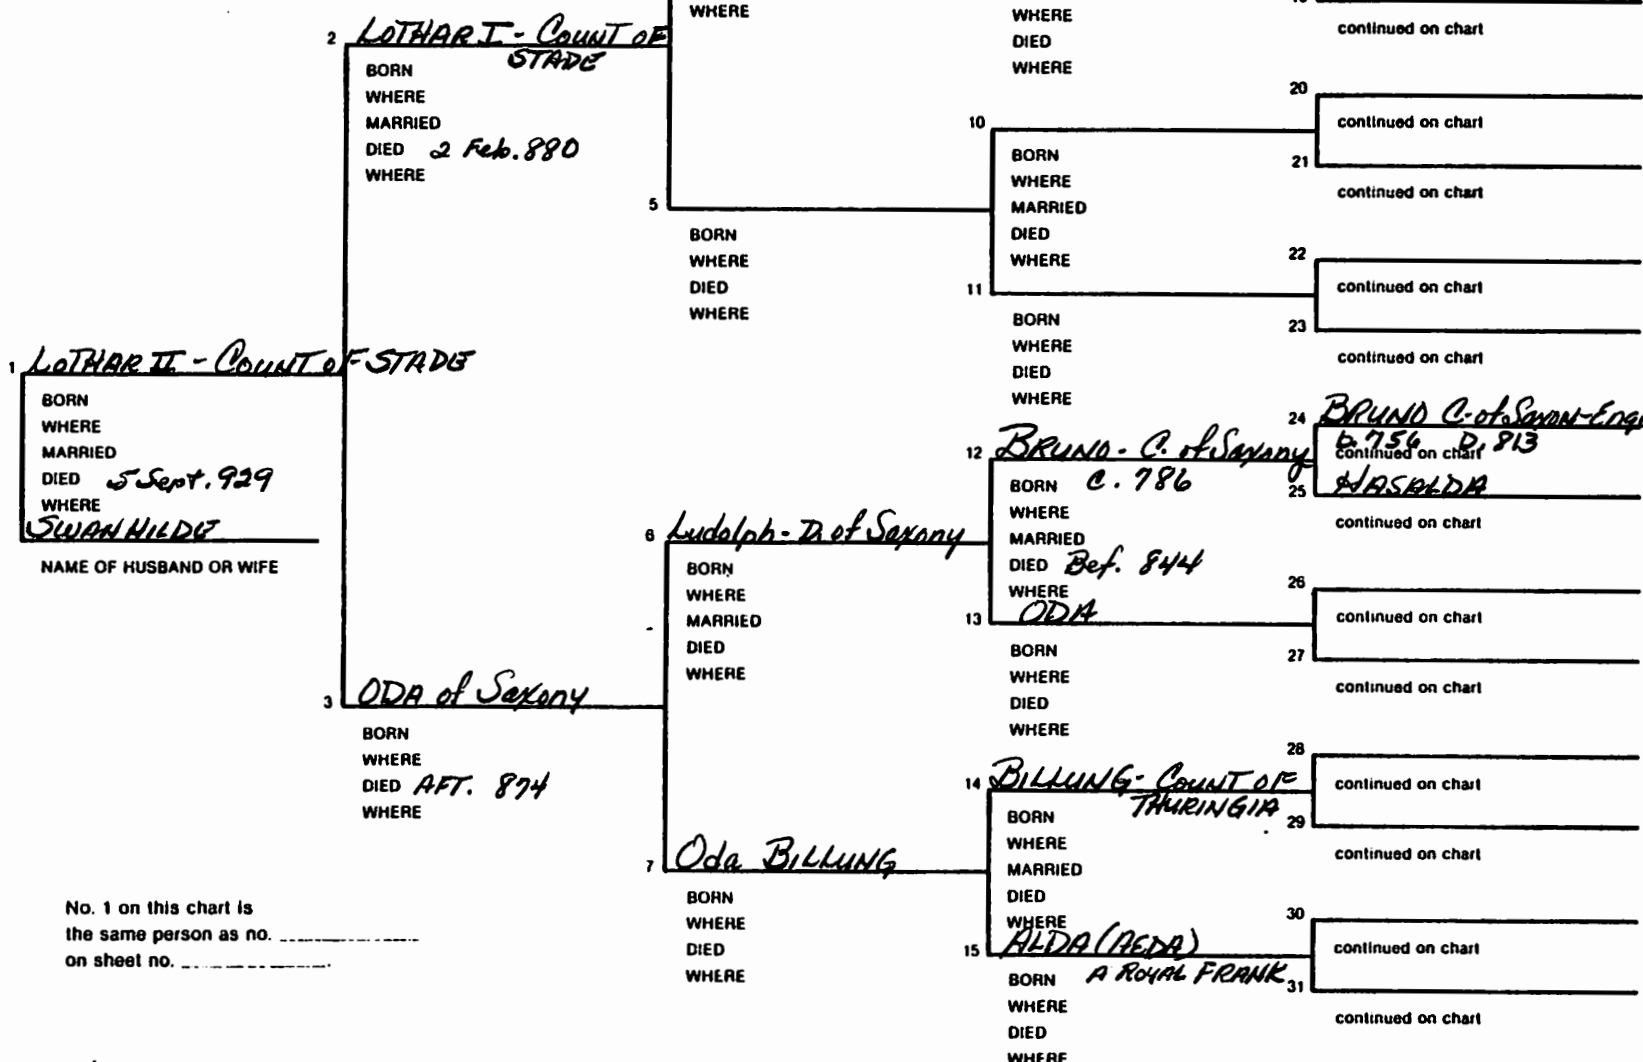 WHERE
WHERE
DIED
WHERE
continued on chart
2 LOTHAR I - COUNT OF
STADE
BORN
WHERE
MARRIED
DIED 2 Feb. 880
WHERE
20
continued on chart
21
continued on chart
10
BORN
WHERE
MARRIED
DIED
WHERE
5
BORN
WHERE
DIED
WHERE
22
continued on chart
23
continued on chart
11
BORN
WHERE
DIED
WHERE
1 LOTHAR II - COUNT OF STADE
BORN
WHERE
MARRIED
DIED 5 Sept. 929
WHERE
SWANHILDE
NAME OF HUSBAND OR WIFE
24 BRUNO C. of Saxon-Eng
b. 756 D. 813
continued on chart
25 HASALDA
continued on chart
12 BRUNO - C. of Saxony
BORN C. 786
WHERE
MARRIED
DIED Bef. 844
WHERE
13 ODA
BORN
WHERE
DIED
WHERE
26
continued on chart
27
continued on chart
6 Ludolph - D. of Saxony
BORN
WHERE
MARRIED
DIED
WHERE
3 ODA of Saxony
BORN
WHERE
DIED AFT. 874
WHERE
28
continued on chart
29
continued on chart
14 BILLUNG - COUNT OF
THURINGIA
BORN
WHERE
MARRIED
DIED
WHERE
7 Oda BILLUNG
BORN
WHERE
DIED
WHERE
15 ALDA (AEDA)
A ROYAL FRANK
BORN
WHERE
DIED
WHERE
30
continued on chart
31
continued on chart
No. 1 on this chart is
the same person as no.
on sheet no.